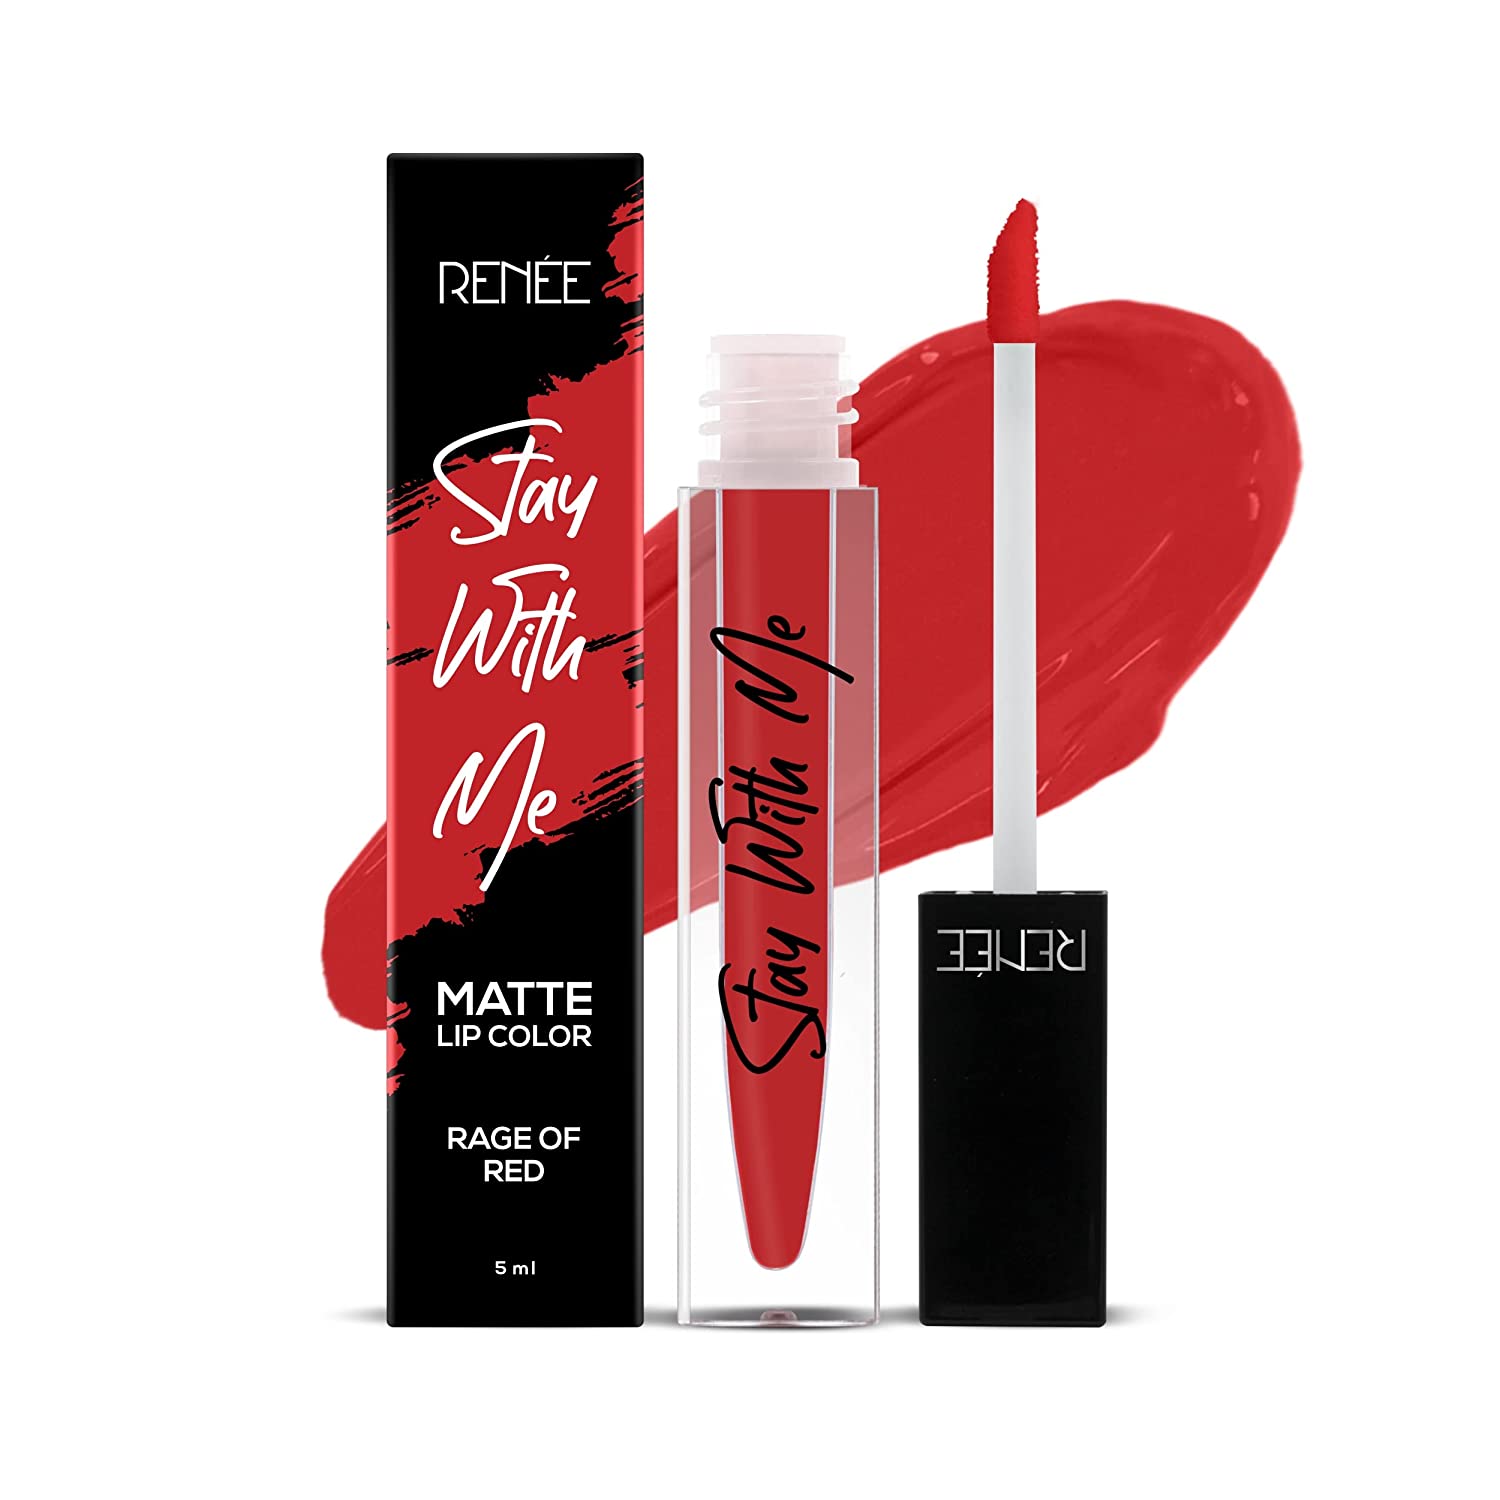 RENÉE
Stay
With
Me
MATTE
LIP COLOR
RAGE OF
RED
5 ml
Stay With Me
RENÉE